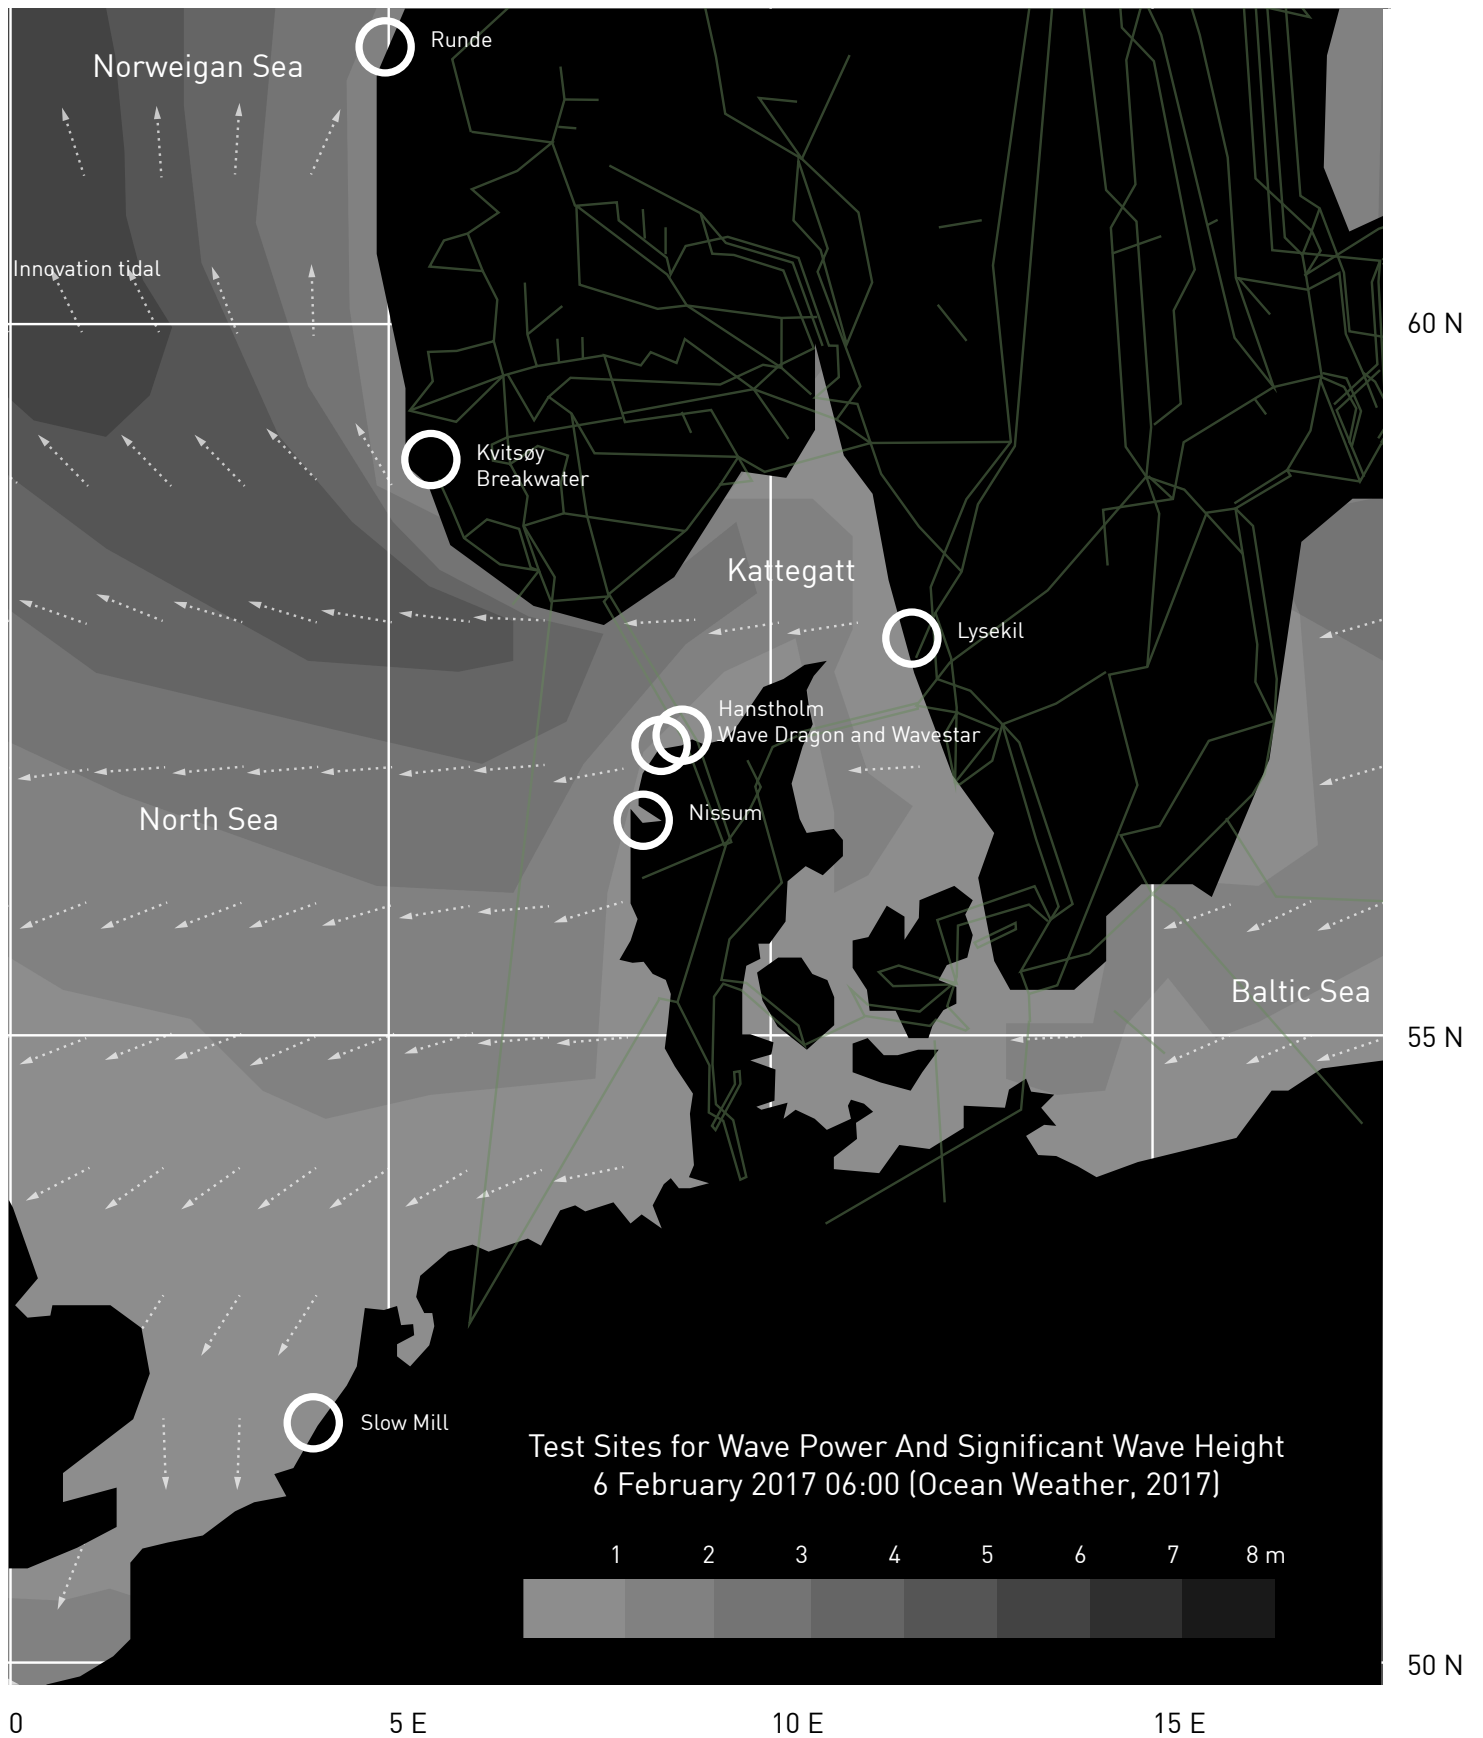 Runde
Norweigan Sea
Innovation tidal
60 N
Kvitsøy
Breakwater
Kattegatt
Lysekil
Hanstholm
Wave Dragon and Wavestar
Nissum
North Sea
Baltic Sea
55 N
Slow Mill
Test Sites for Wave Power And Significant Wave Height
6 February 2017 06:00 (Ocean Weather, 2017)
1 2 3 4 5 6 7 8 m
50 N
0 5 E 10 E 15 E